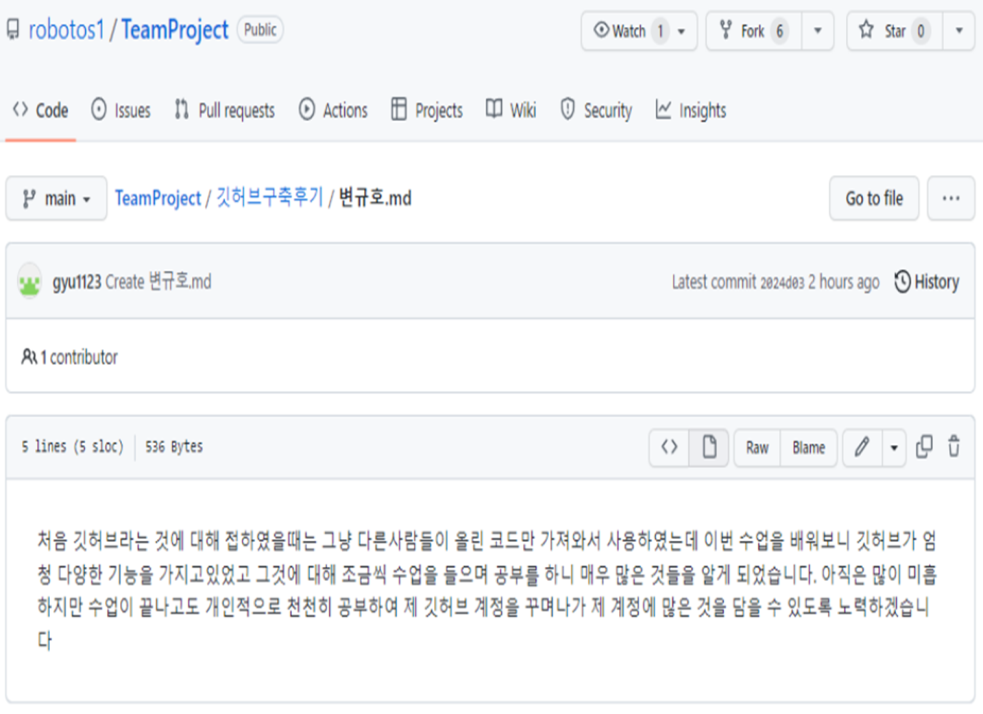 robotos1 / TeamProject Public Watch 1 Fork 6 Star 0
Code Issues Pull requests Actions Projects Wiki Security Insights
main TeamProject / 깃허브구축후기 / 변규호.md Go to file ...
gyu1123 Create 변규호.md Latest commit 2024d03 2 hours ago History
1 contributor
5 lines (5 sloc) 536 Bytes Raw Blame
처음 깃허브라는 것에 대해 접하였을때는 그냥 다른사람들이 올린 코드만 가져와서 사용하였는데 이번 수업을 배워보니 깃허브가 엄
청 다양한 기능을 가지고있었고 그것에 대해 조금씩 수업을 들으며 공부를 하니 매우 많은 것들을 알게 되었습니다. 아직은 많이 미흡
하지만 수업이 끝나고도 개인적으로 천천히 공부하여 제 깃허브 계정을 꾸며나가 제 계정에 많은 것을 담을 수 있도록 노력하겠습니
다